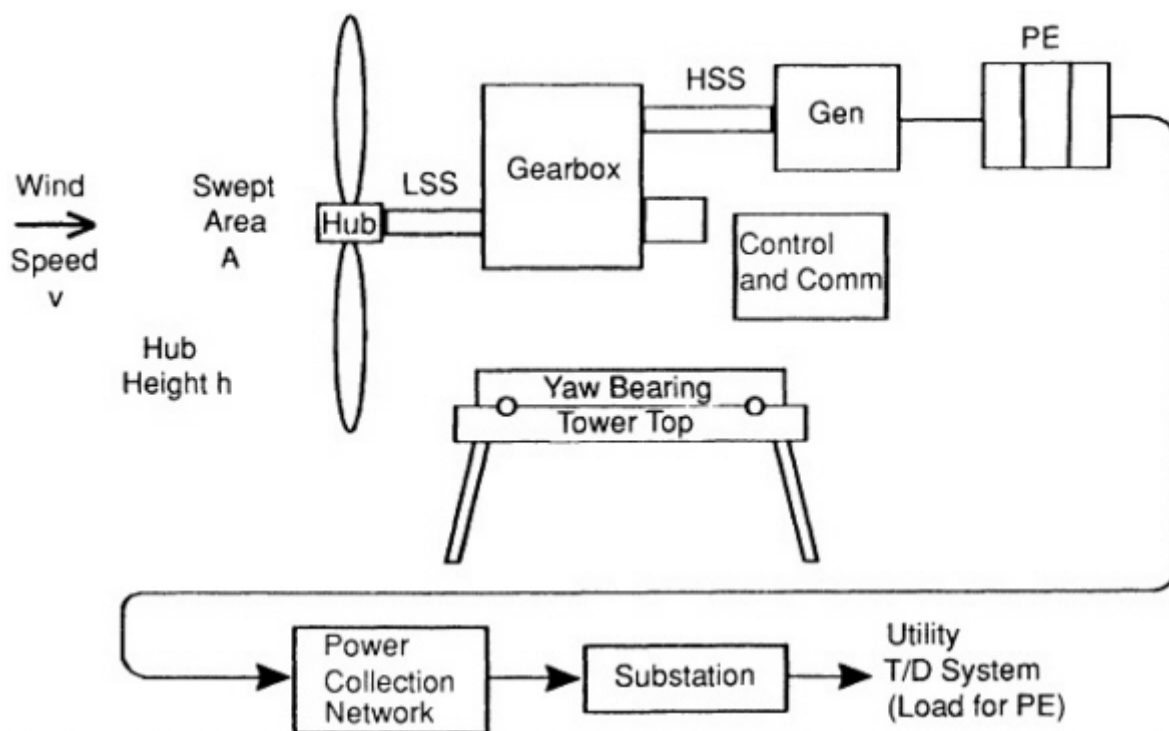 PE
HSS
Gen
Gearbox
LSS
Wind
Speed
v
Swept
Area
A
Hub
Control
and Comm
Hub
Height h
Yaw Bearing
Tower Top
Power
Collection
Network
Substation
Utility
T/D System
(Load for PE)